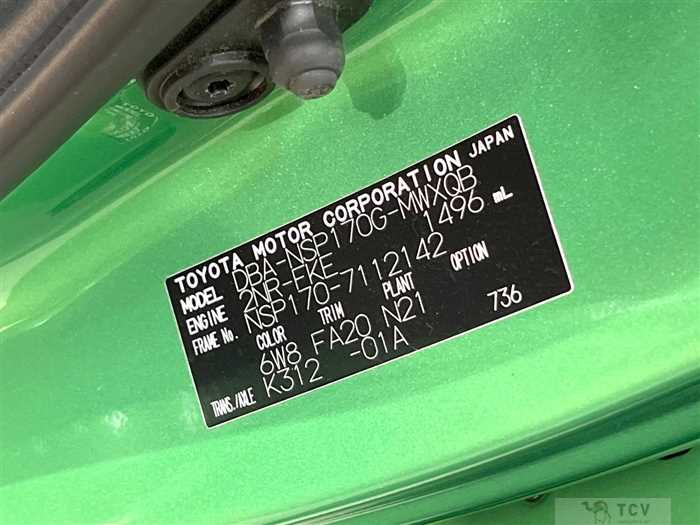 TOYOTA MOTOR CORPORATION JAPAN
MODEL DBA-NSP170G-MWXQB
ENGINE 2NR-EKE 1496 mL
FRAME No. NSP170-7112142
COLOR TRIM PLANT OPTION
6W8 FA20 N21 736
TRANS./AXLE K312 -01A
TCV